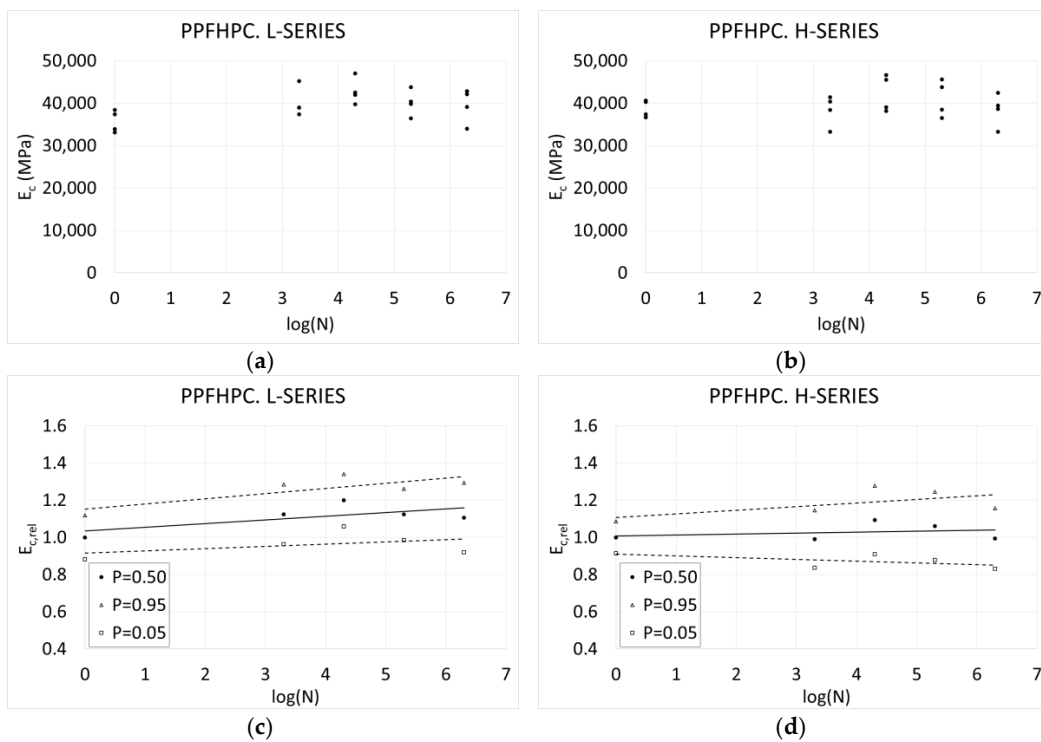 PPFHPC. L-SERIES
50,000
40,000
30,000
20,000
10,000
0
E_c (MPa)
0 1 2 3 4 5 6 7
log(N)
(a)
PPFHPC. H-SERIES
50,000
40,000
30,000
20,000
10,000
0
E_c (MPa)
0 1 2 3 4 5 6 7
log(N)
(b)
PPFHPC. L-SERIES
1.6
1.4
1.2
1.0
0.8
0.6
0.4
E_c,rel
P=0.50
P=0.95
P=0.05
0 1 2 3 4 5 6 7
log(N)
(c)
PPFHPC. H-SERIES
1.6
1.4
1.2
1.0
0.8
0.6
0.4
E_c,rel
P=0.50
P=0.95
P=0.05
0 1 2 3 4 5 6 7
log(N)
(d)